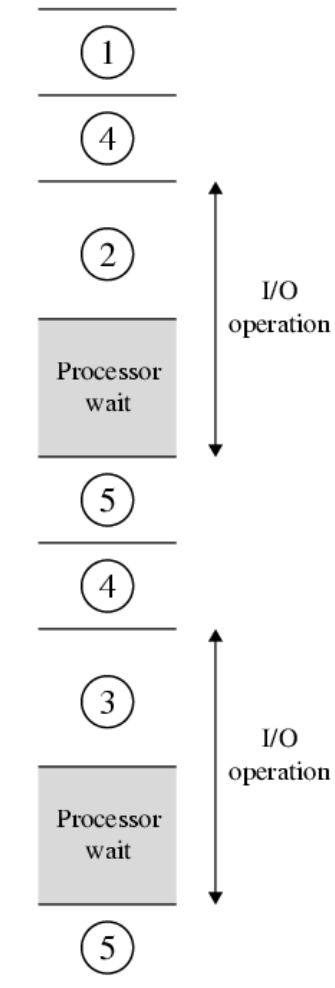 1
4
2
I/O
operation
Processor
wait
5
4
3
I/O
operation
Processor
wait
5